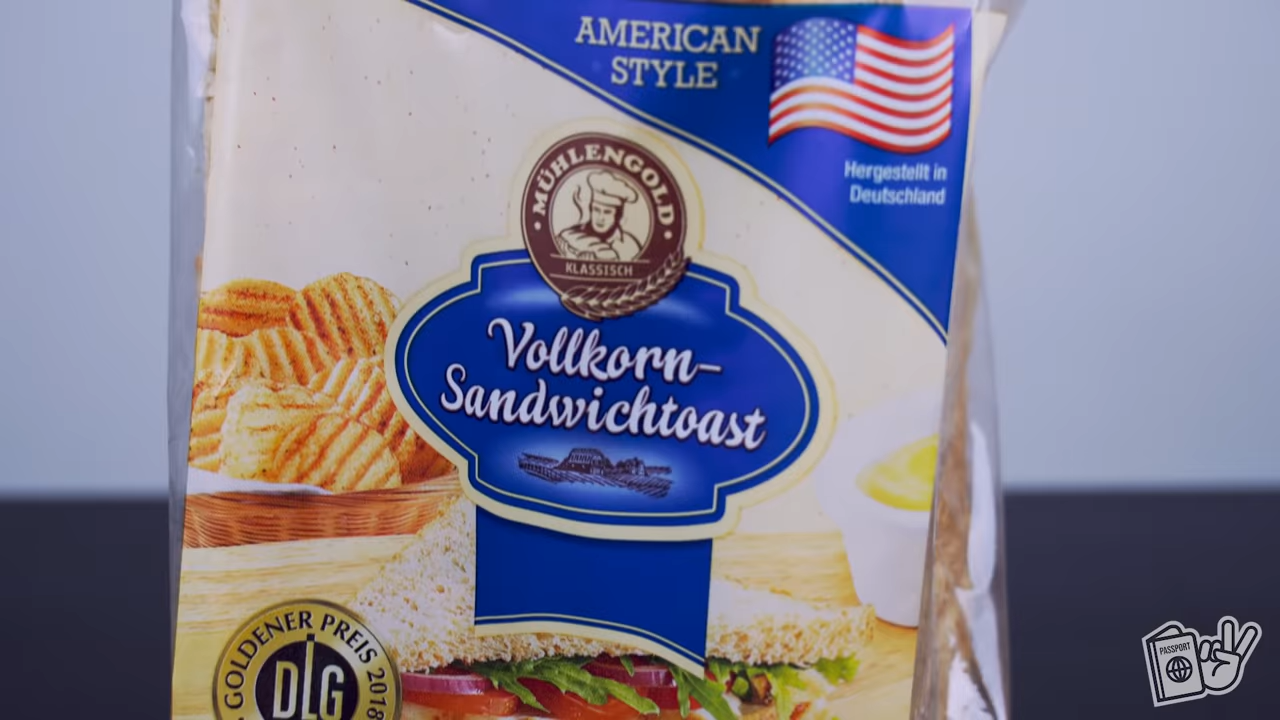 AMERICAN
STYLE
Hergestellt in
Deutschland
MÜHLENGOLD
KLASSISCH
Vollkorn-
Sandwichtoast
GOLDENER PREIS 2018
DLG
PASSPORT